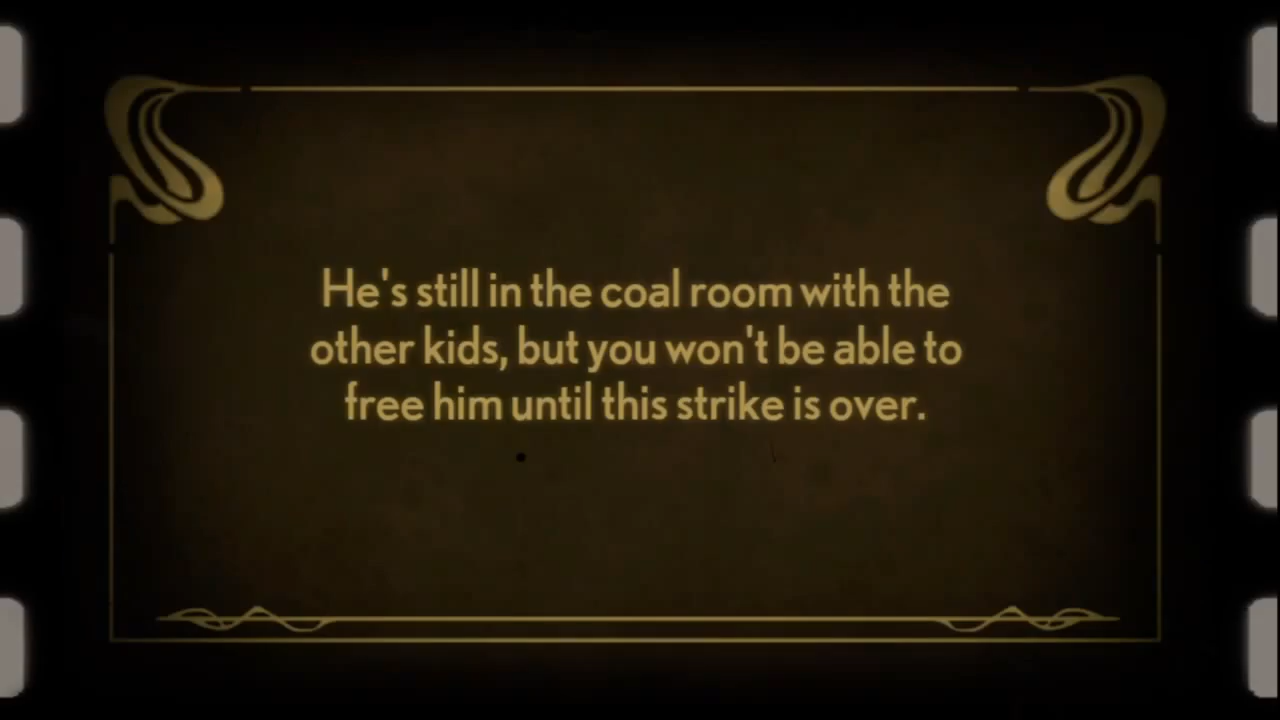 He's still in the coal room with the
other kids, but you won't be able to
free him until this strike is over.